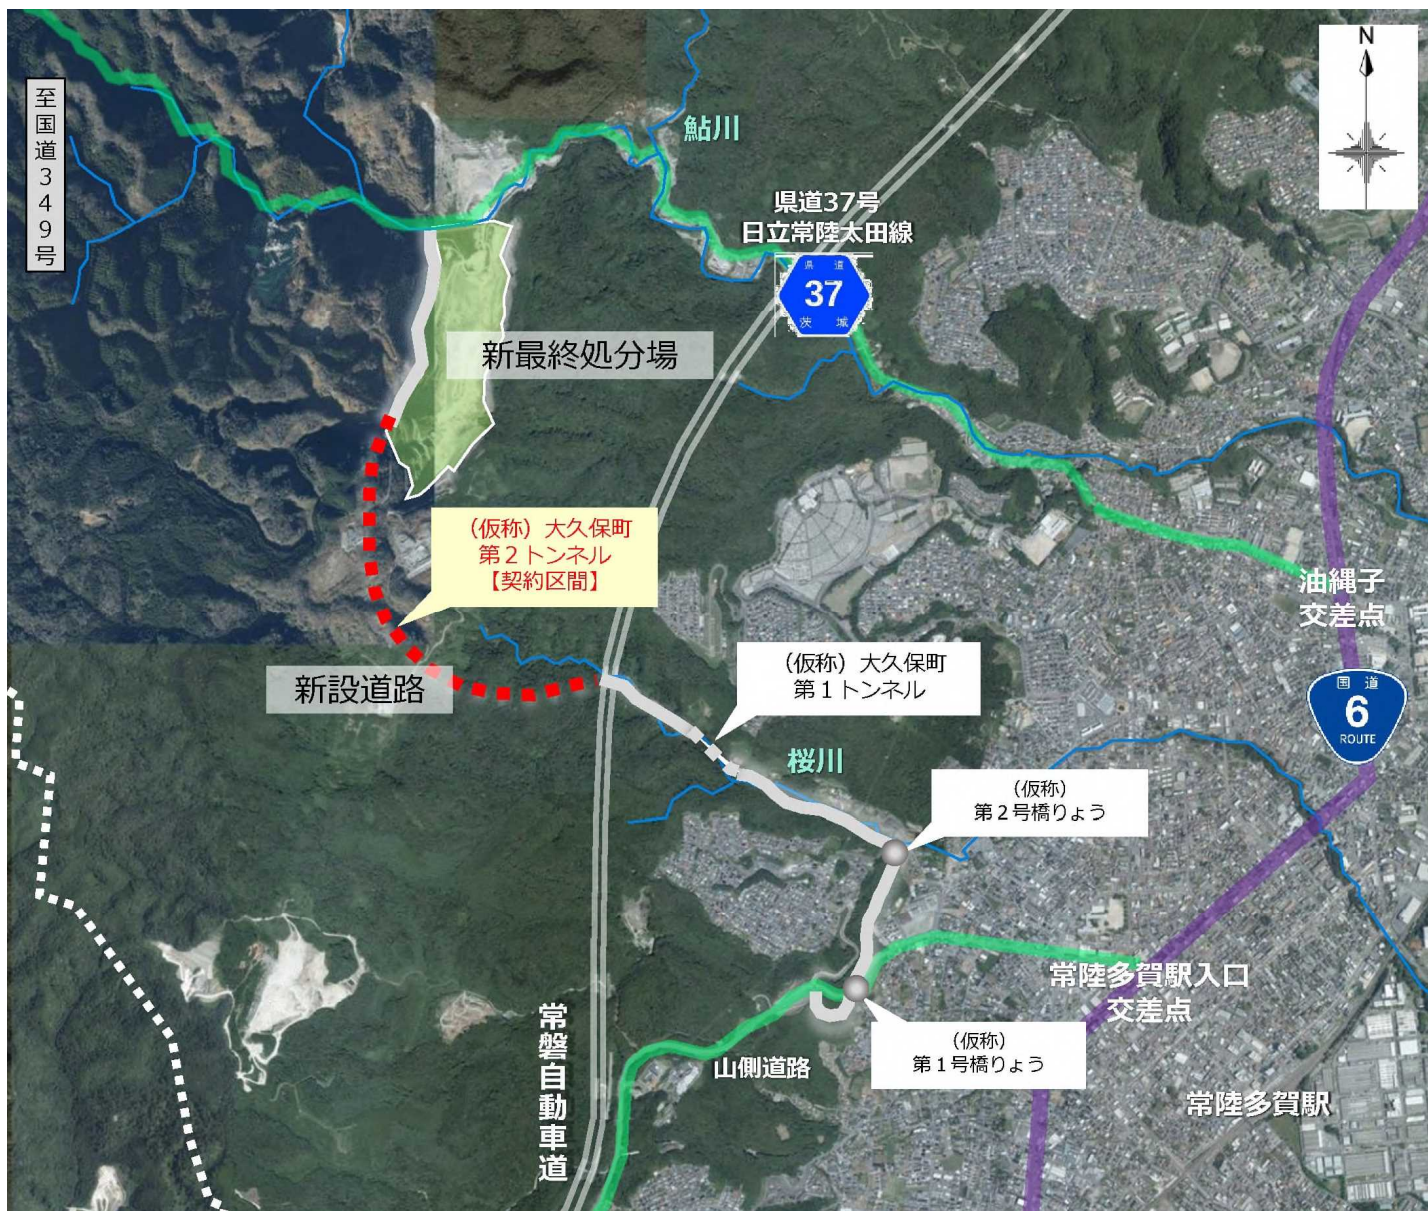 N
至国道349号
鮎川
県道37号
日立常陸太田線
県道
37
茨城
新最終処分場
(仮称)大久保町
第2トンネル
【契約区間】
油縄子
交差点
新設道路
(仮称)大久保町
第1トンネル
国道
6
ROUTE
桜川
(仮称)
第2号橋りょう
常陸多賀駅入口
交差点
(仮称)
第1号橋りょう
山側道路
常磐自動車道
常陸多賀駅